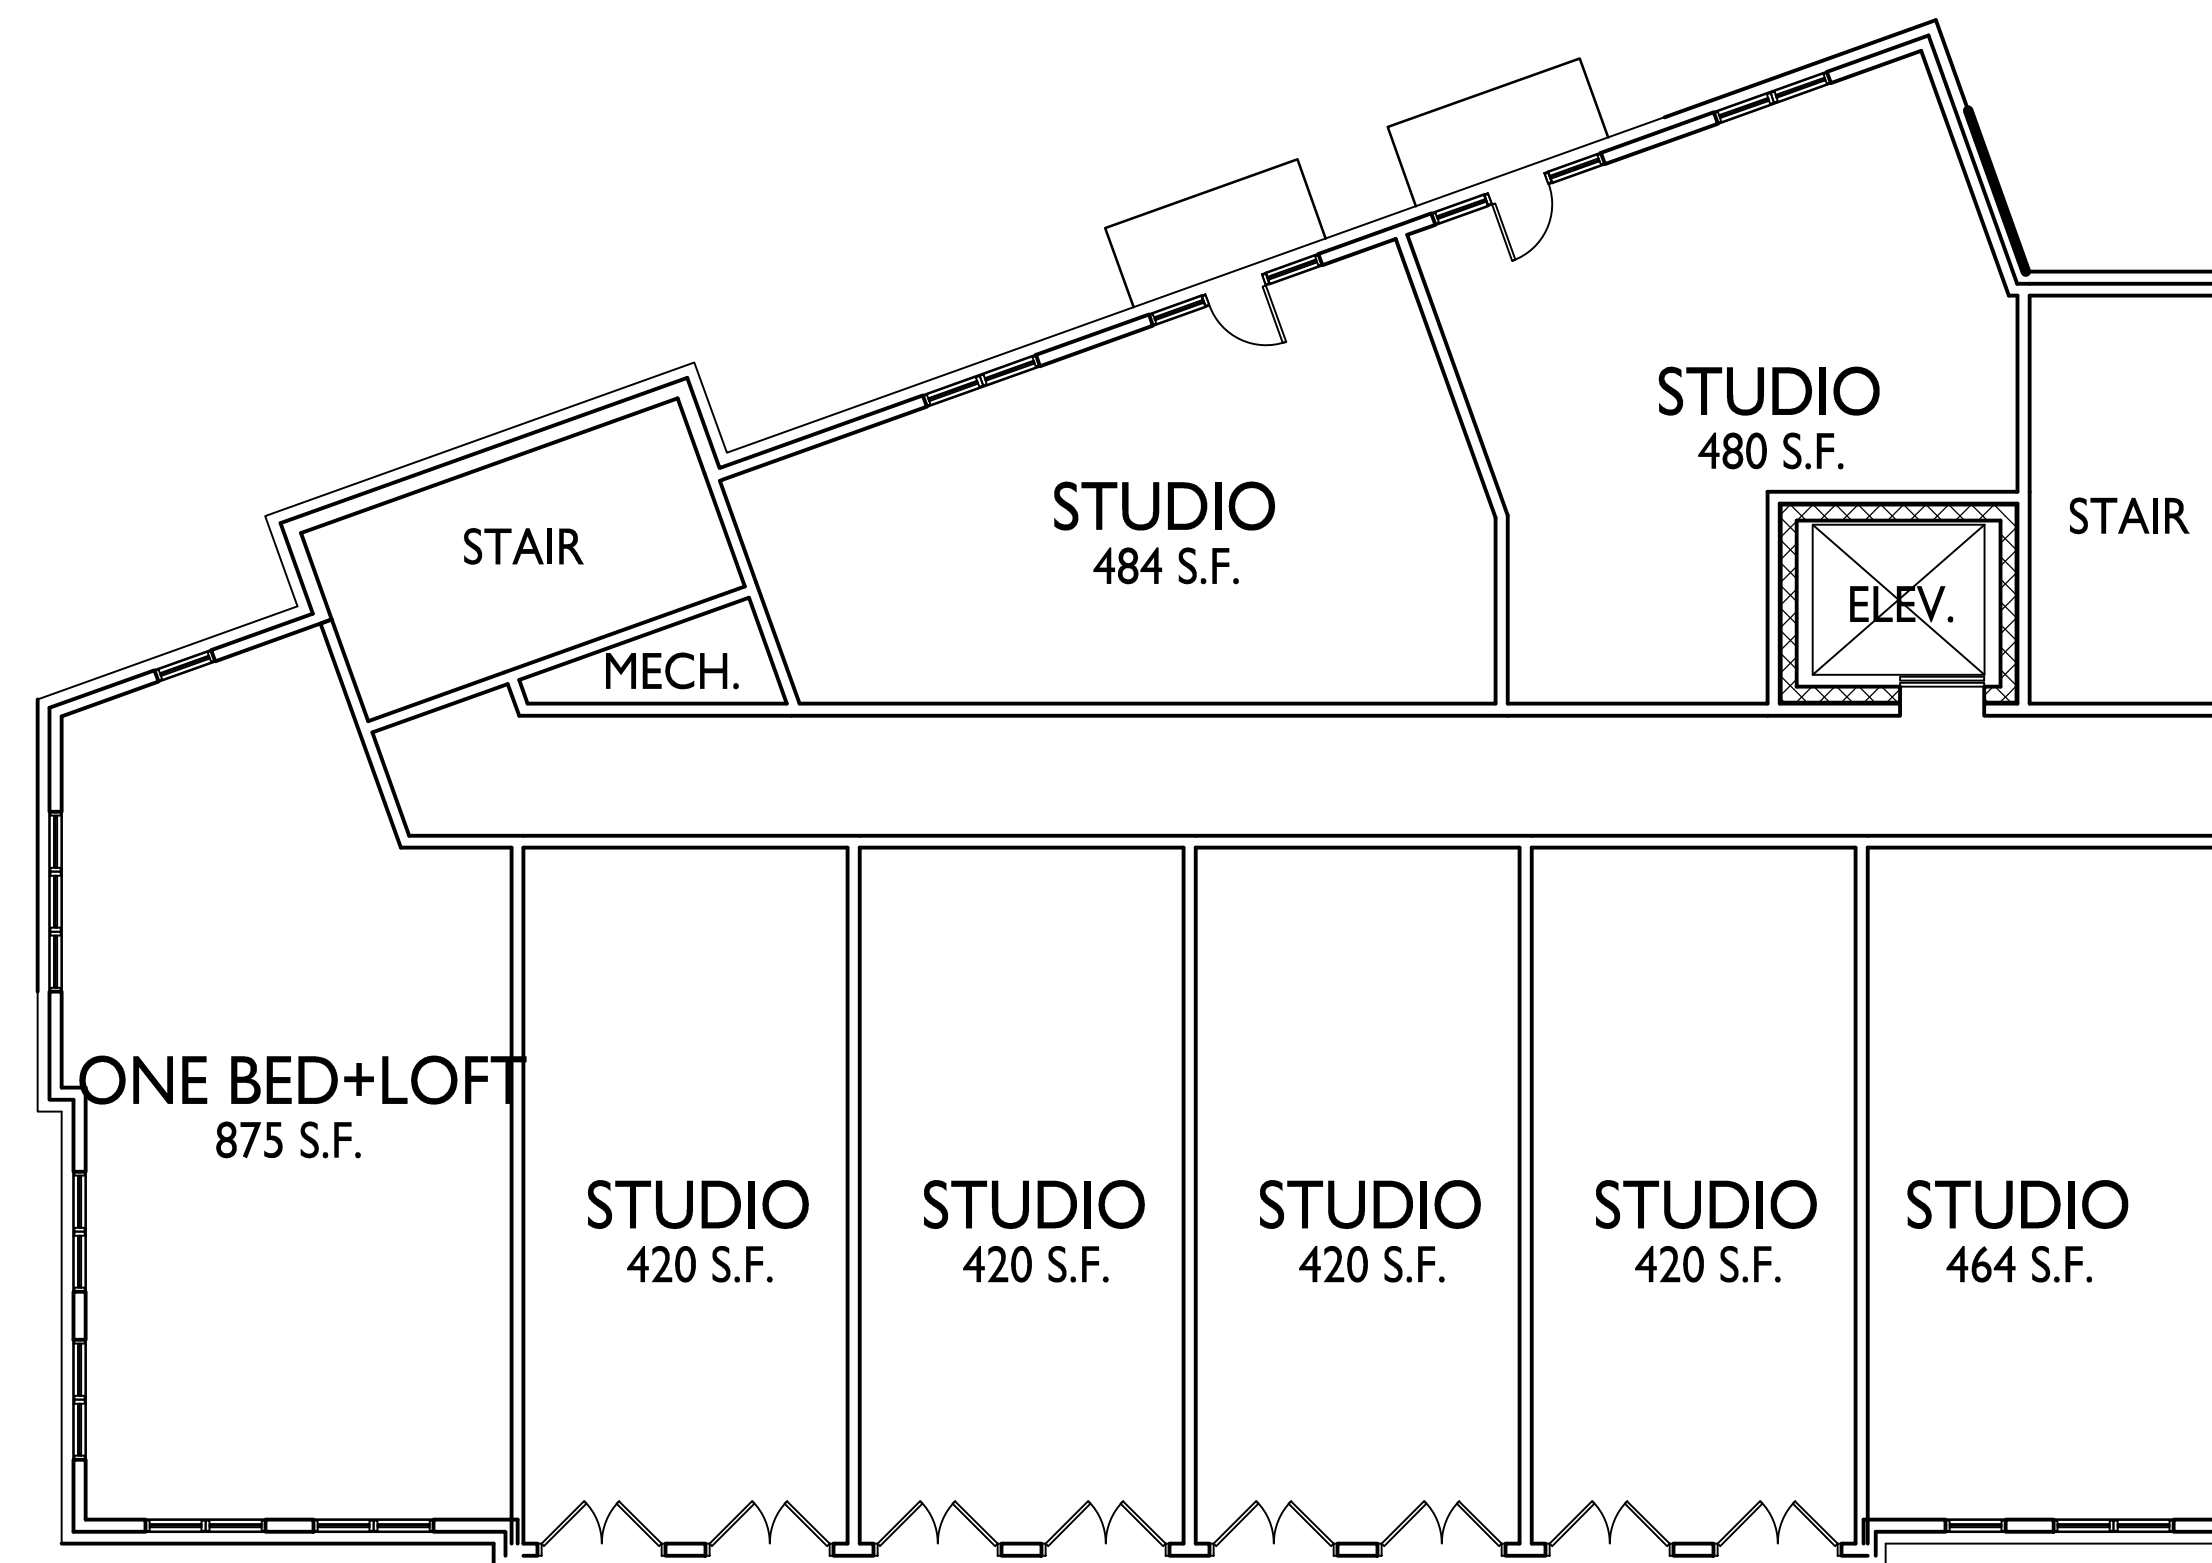 STUDIO
480 S.F.
STUDIO
484 S.F.
STAIR
STAIR
ELEV.
MECH.
ONE BED+LOFT
875 S.F.
STUDIO
420 S.F.
STUDIO
420 S.F.
STUDIO
420 S.F.
STUDIO
420 S.F.
STUDIO
464 S.F.